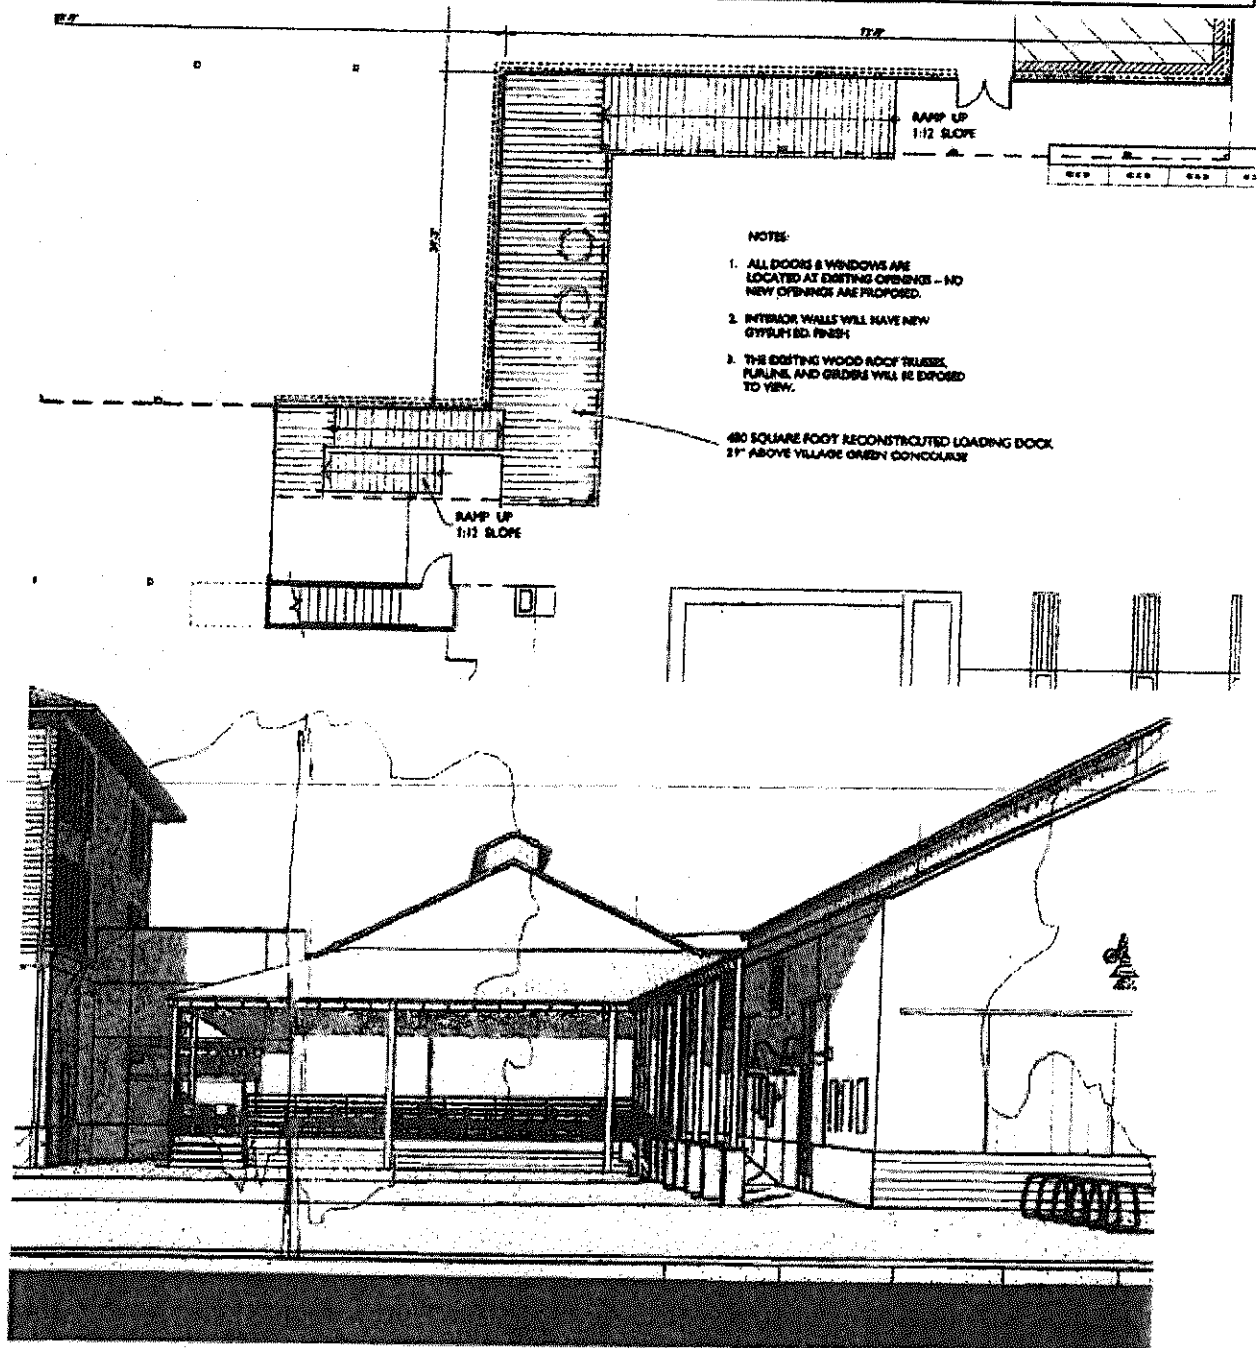 RAMP UP
1:12 SLOPE
NOTES:
1. ALL DOORS & WINDOWS ARE
LOCATED AT EXISTING OPENINGS – NO
NEW OPENINGS ARE PROPOSED.
2. INTERIOR WALLS WILL HAVE NEW
GYPSUM BD. FINISH
3. THE EXISTING WOOD ROOF TRUSSES,
PURLINS, AND GIRDERS WILL BE EXPOSED
TO VIEW.
480 SQUARE FOOT RECONSTRCUTED LOADING DOCK
29" ABOVE VILLAGE GREEN CONCOURSE
RAMP UP
1:12 SLOPE